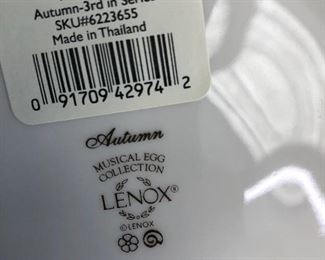 Autumn-3rd in Series
SKU#6223655
Made in Thailand
0 91709 42974 2
Autumn
MUSICAL EGG
COLLECTION
LENOX®
©LENOX